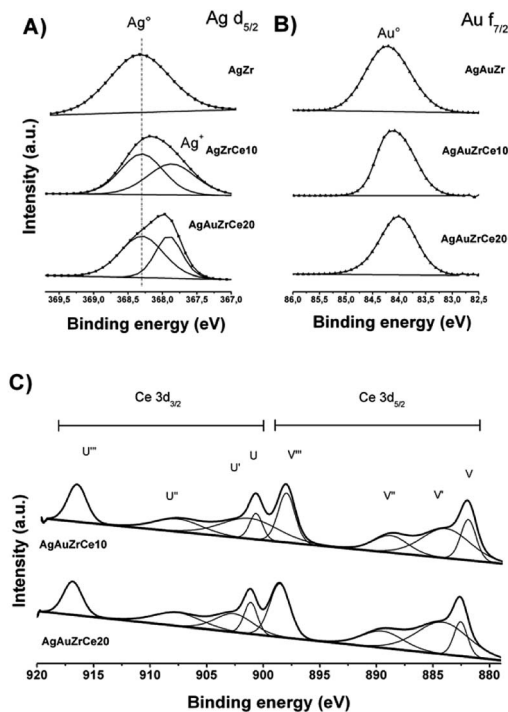 A)
Ag d5/2
Ag°
AgZr
Ag+
AgZrCe10
AgAuZrCe20
369,5 369,0 368,5 368,0 367,5 367,0
Binding energy (eV)
Intensity (a.u.)
B)
Au f7/2
Au°
AgAuZr
AgAuZrCe10
AgAuZrCe20
86,0 85,5 85,0 84,5 84,0 83,5 83,0 82,5
Binding energy (eV)
C)
Ce 3d3/2
Ce 3d5/2
U''' U'' U' U V''' V'' V' V
AgAuZrCe10
AgAuZrCe20
Intensity (a.u.)
920 915 910 905 900 895 890 885 880
Binding energy (eV)